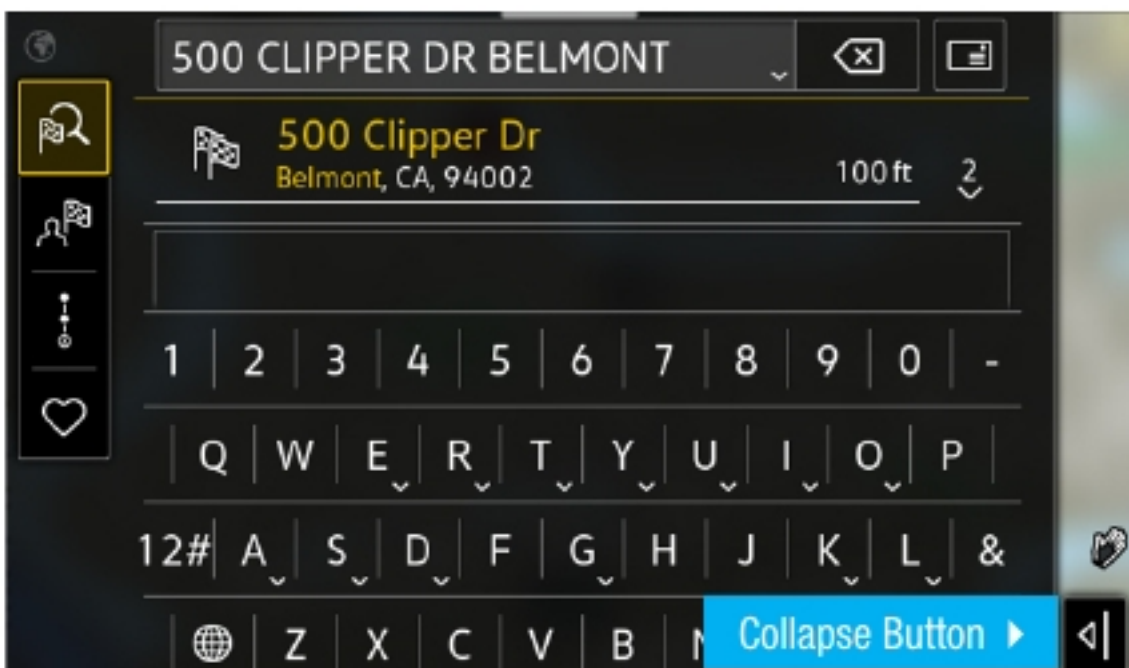 500 CLIPPER DR BELMONT
500 Clipper Dr
Belmont, CA, 94002
100 ft
2
1 2 3 4 5 6 7 8 9 0 -
Q W E R T Y U I O P
12# A S D F G H J K L &
Z X C V B
Collapse Button